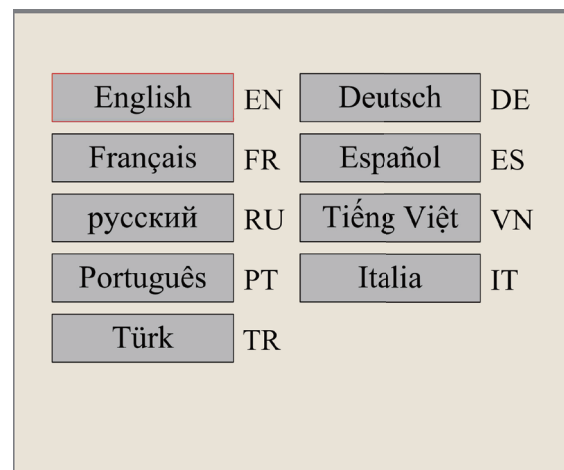 English EN Deutsch DE
Français FR Español ES
русский RU Tiếng Việt VN
Português PT Italia IT
Türk TR